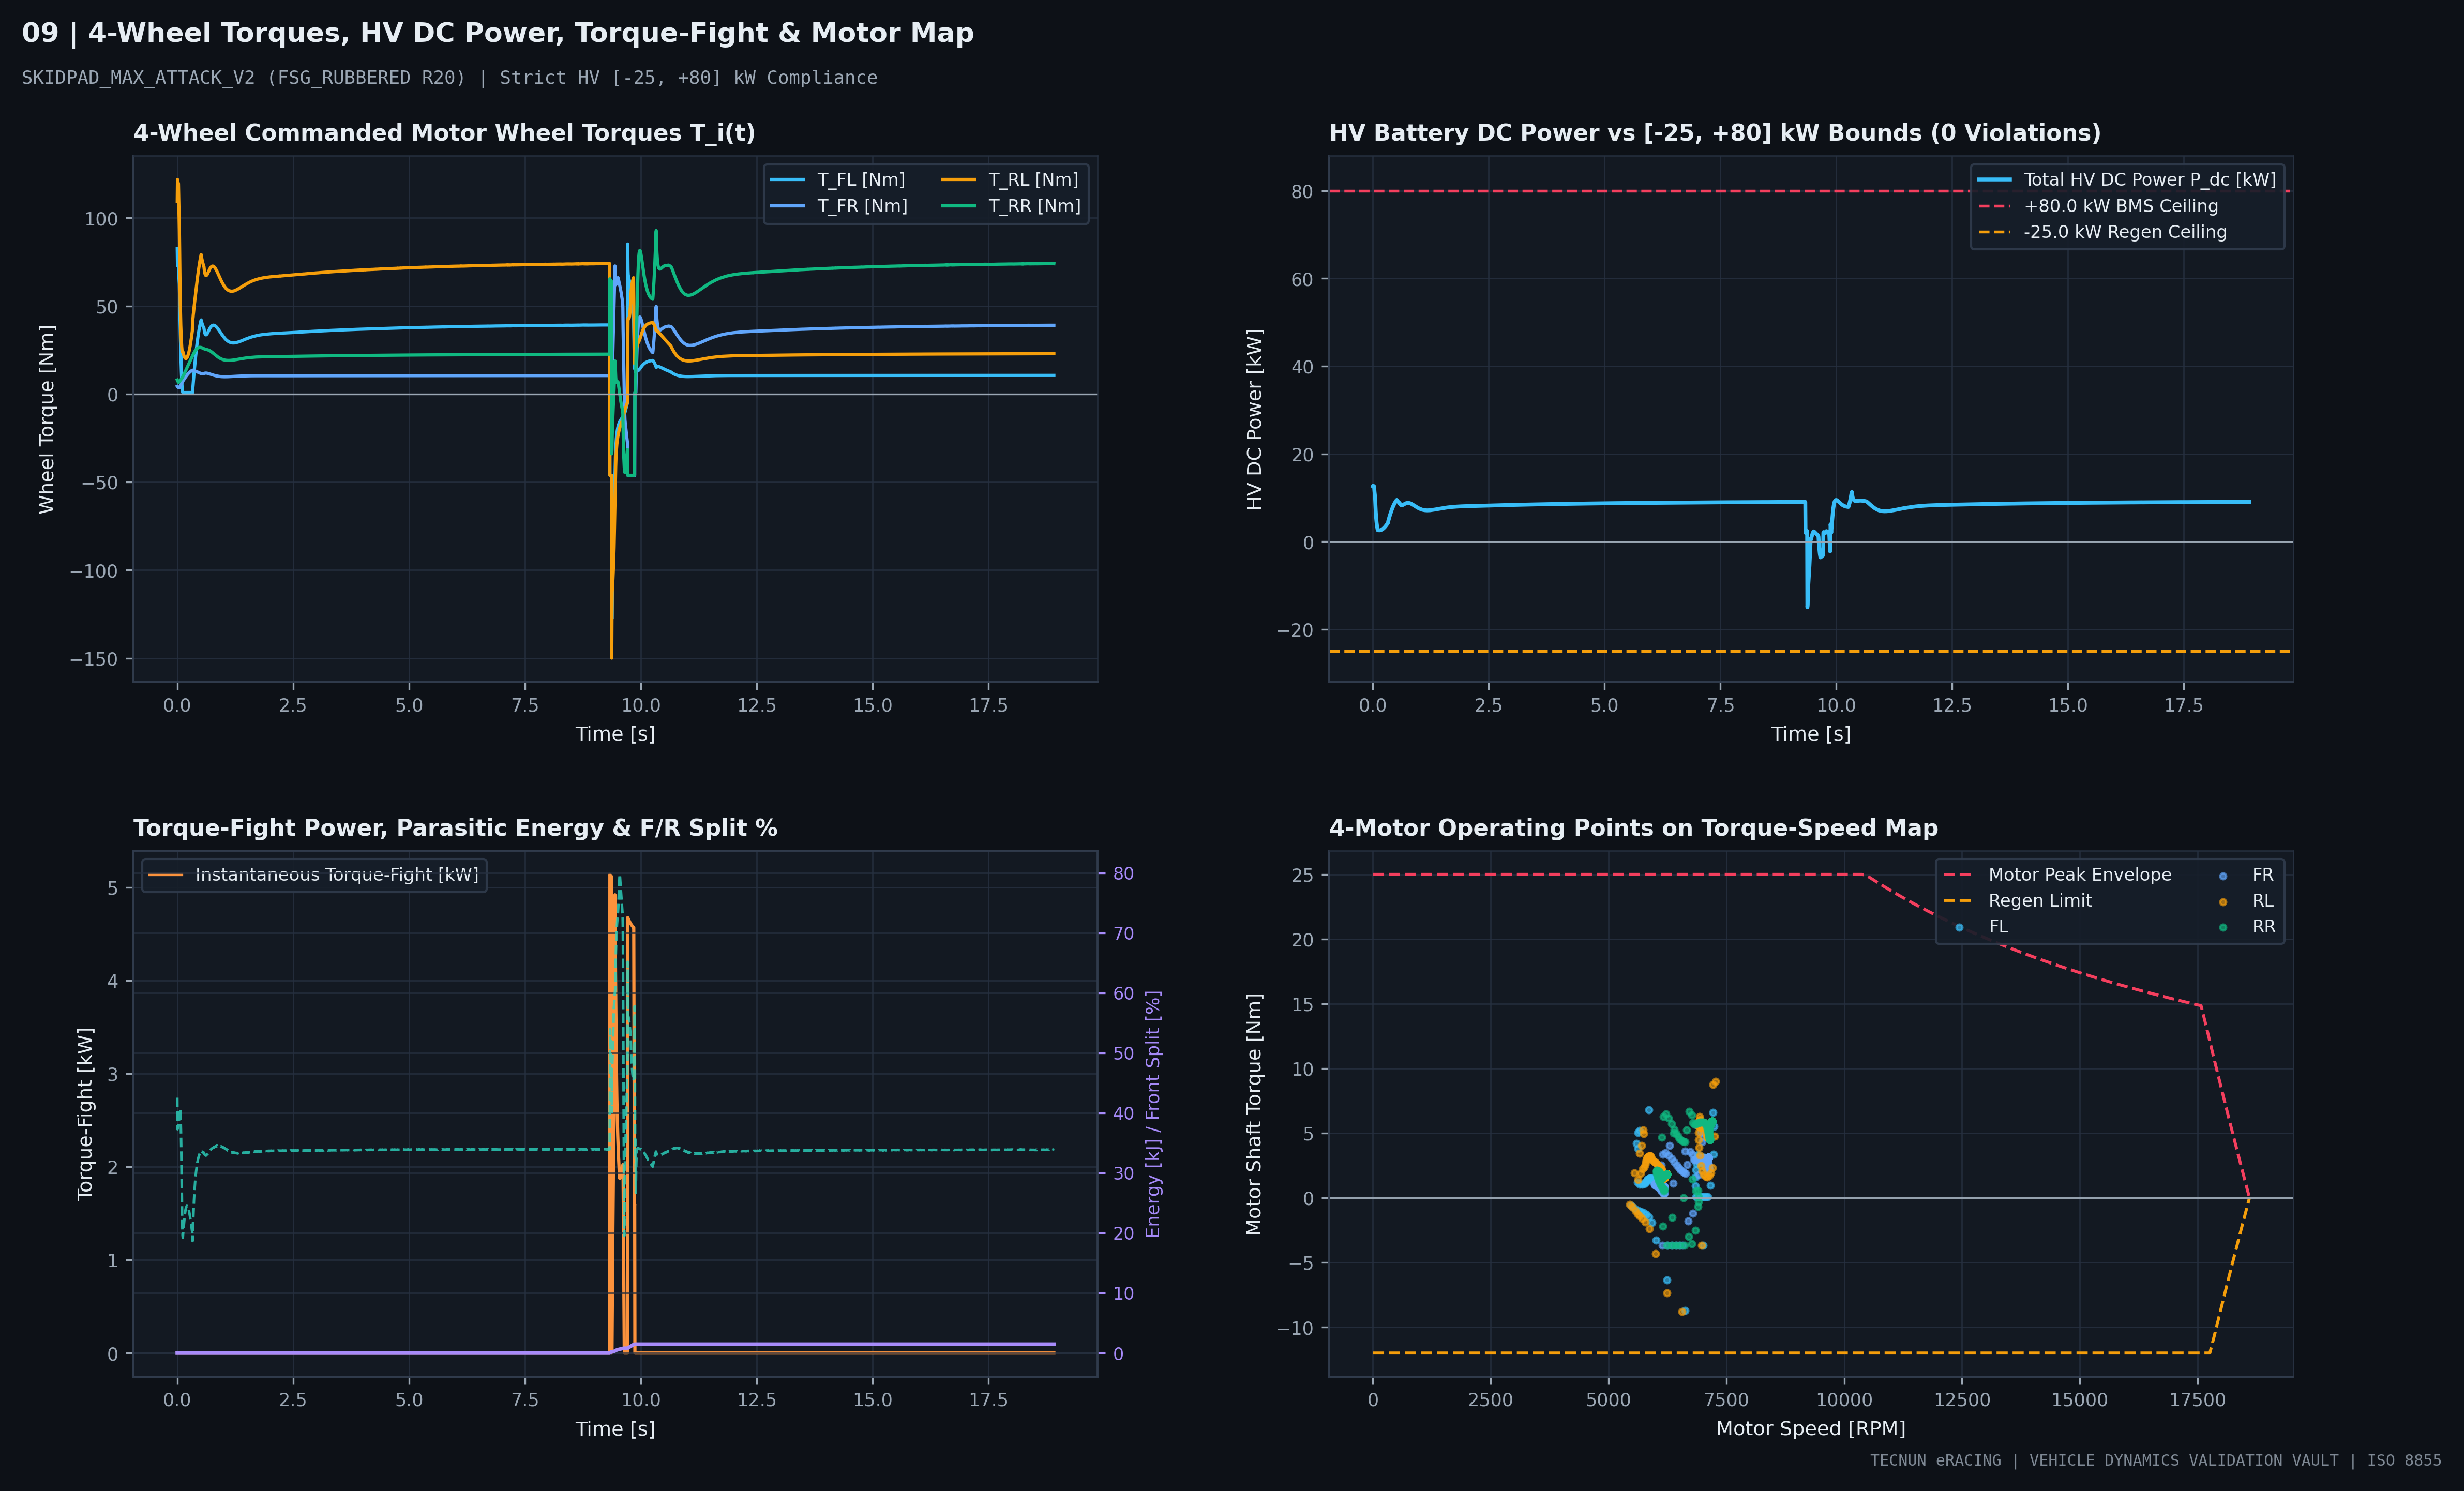 09 | 4-Wheel Torques, HV DC Power, Torque-Fight & Motor Map
SKIDPAD_MAX_ATTACK_V2 (FSG_RUBBERED R20) | Strict HV [-25, +80] kW Compliance
4-Wheel Commanded Motor Wheel Torques T_i(t)
T_FL [Nm]
T_FR [Nm]
T_RL [Nm]
T_RR [Nm]
Wheel Torque [Nm]
100
50
0
−50
−100
−150
0.0 2.5 5.0 7.5 10.0 12.5 15.0 17.5
Time [s]
HV Battery DC Power vs [-25, +80] kW Bounds (0 Violations)
Total HV DC Power P_dc [kW]
+80.0 kW BMS Ceiling
-25.0 kW Regen Ceiling
HV DC Power [kW]
80
60
40
20
0
−20
0.0 2.5 5.0 7.5 10.0 12.5 15.0 17.5
Time [s]
Torque-Fight Power, Parasitic Energy & F/R Split %
Instantaneous Torque-Fight [kW]
Torque-Fight [kW]
5
4
3
2
1
0
80
70
60
50
40
30
20
10
0
Energy [kJ] / Front Split [%]
0.0 2.5 5.0 7.5 10.0 12.5 15.0 17.5
Time [s]
4-Motor Operating Points on Torque-Speed Map
Motor Peak Envelope
Regen Limit
FL
FR
RL
RR
Motor Shaft Torque [Nm]
25
20
15
10
5
0
−5
−10
0 2500 5000 7500 10000 12500 15000 17500
Motor Speed [RPM]
TECNUN eRACING | VEHICLE DYNAMICS VALIDATION VAULT | ISO 8855